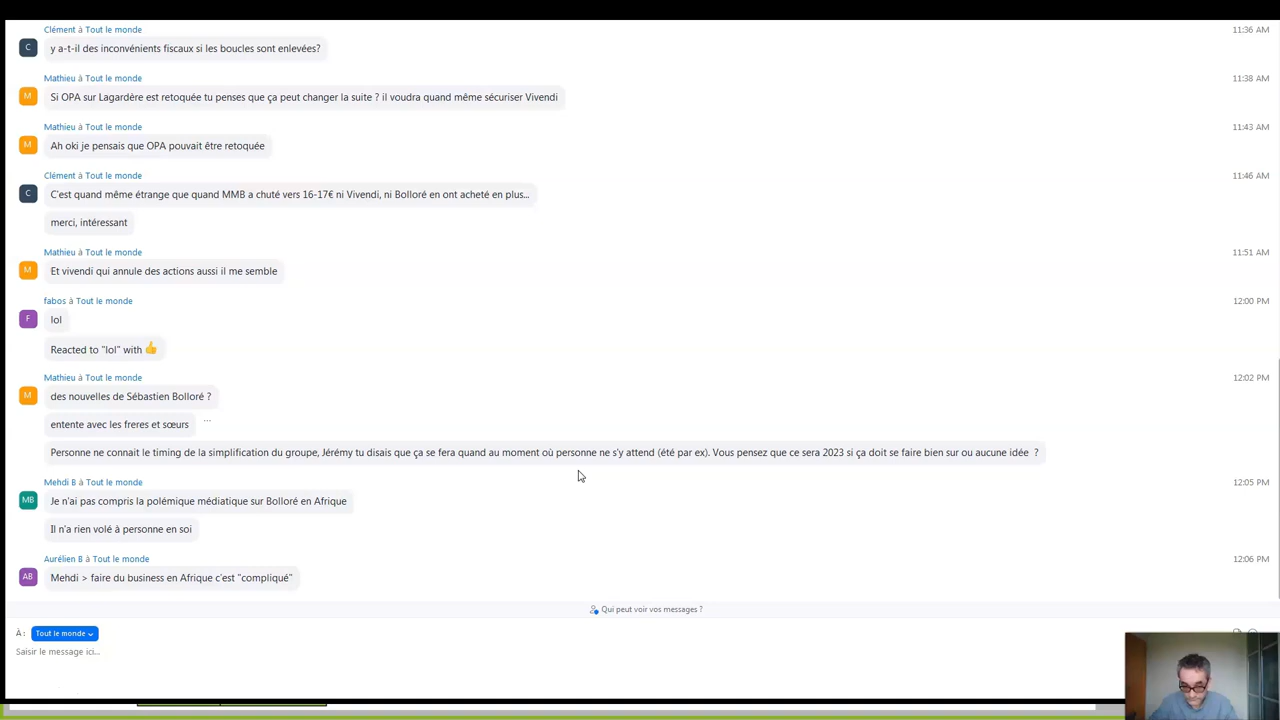 Clément à Tout le monde 11:36 AM
C
y a-t-il des inconvénients fiscaux si les boucles sont enlevées?
Mathieu à Tout le monde 11:38 AM
M
Si OPA sur Lagardère est retoquée tu penses que ça peut changer la suite ? il voudra quand même sécuriser Vivendi
Mathieu à Tout le monde 11:43 AM
M
Ah oki je pensais que OPA pouvait être retoquée
Clément à Tout le monde 11:46 AM
C
C'est quand même étrange que quand MMB a chuté vers 16-17€ ni Vivendi, ni Bolloré en ont acheté en plus...
merci, intéressant
Mathieu à Tout le monde 11:51 AM
M
Et vivendi qui annule des actions aussi il me semble
fabos à Tout le monde 12:00 PM
F
lol
Reacted to "lol" with 👍
Mathieu à Tout le monde 12:02 PM
M
des nouvelles de Sébastien Bolloré ?
entente avec les freres et sœurs ...
Personne ne connait le timing de la simplification du groupe, Jérémy tu disais que ça se fera quand au moment où personne ne s'y attend (été par ex). Vous pensez que ce sera 2023 si ça doit se faire bien sur ou aucune idée ?
Mehdi B à Tout le monde 12:05 PM
MB
Je n'ai pas compris la polémique médiatique sur Bolloré en Afrique
Il n'a rien volé à personne en soi
Aurélien B à Tout le monde 12:06 PM
AB
Mehdi > faire du business en Afrique c'est "compliqué"
Qui peut voir vos messages ?
À : Tout le monde
Saisir le message ici...